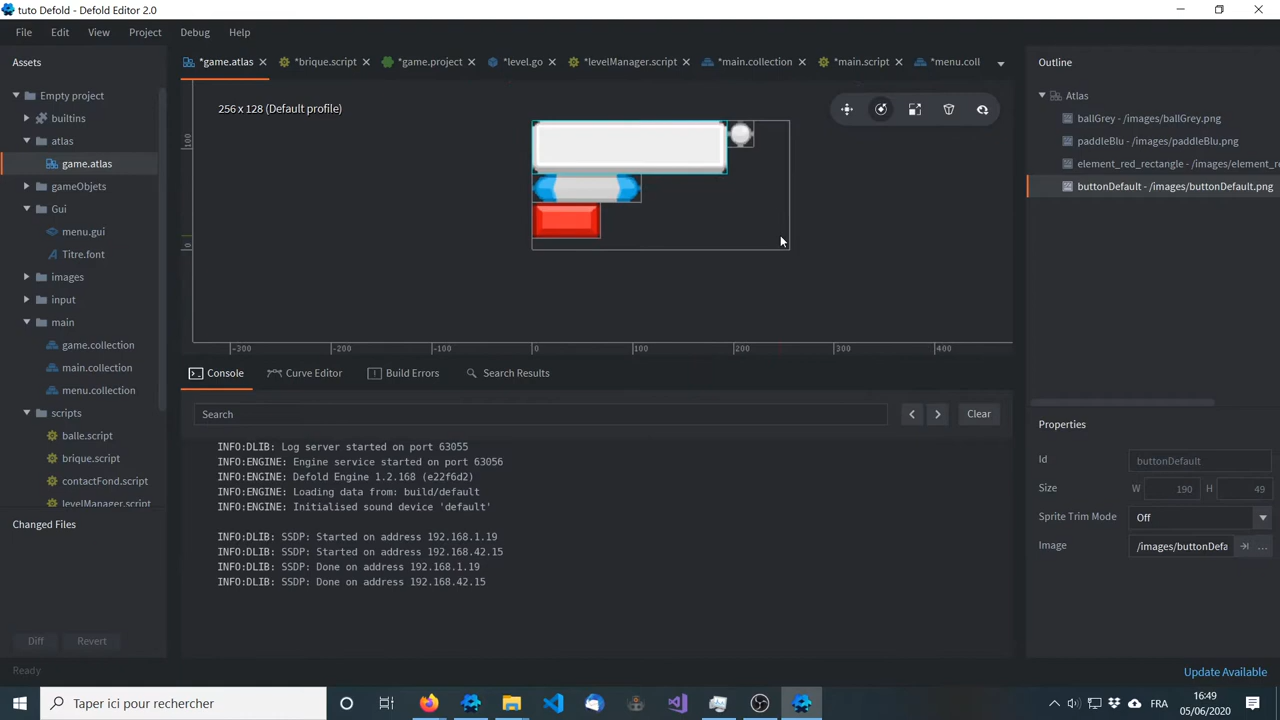 tuto Defold - Defold Editor 2.0
File Edit View Project Debug Help
Assets
Empty project
builtins
atlas
game.atlas
gameObjets
Gui
menu.gui
Titre.font
images
input
main
game.collection
main.collection
menu.collection
scripts
balle.script
brique.script
contactFond.script
levelManager.script
Changed Files
Diff Revert
Ready
*game.atlas *brique.script *game.project *level.go *levelManager.script *main.collection *main.script *menu.coll
256 x 128 (Default profile)
100
0
-300 -200 -100 0 100 200 300 400
Console Curve Editor Build Errors Search Results
Search Clear
INFO:DLIB: Log server started on port 63055
INFO:ENGINE: Engine service started on port 63056
INFO:ENGINE: Defold Engine 1.2.168 (e22f6d2)
INFO:ENGINE: Loading data from: build/default
INFO:ENGINE: Initialised sound device 'default'
INFO:DLIB: SSDP: Started on address 192.168.1.19
INFO:DLIB: SSDP: Started on address 192.168.42.15
INFO:DLIB: SSDP: Done on address 192.168.1.19
INFO:DLIB: SSDP: Done on address 192.168.42.15
Outline
Atlas
ballGrey - /images/ballGrey.png
paddleBlu - /images/paddleBlu.png
element_red_rectangle - /images/element_re
buttonDefault - /images/buttonDefault.png
Properties
Id buttonDefault
Size W 190 H 49
Sprite Trim Mode Off
Image /images/buttonDefa ...
Update Available
Taper ici pour rechercher
FRA
16:49
05/06/2020